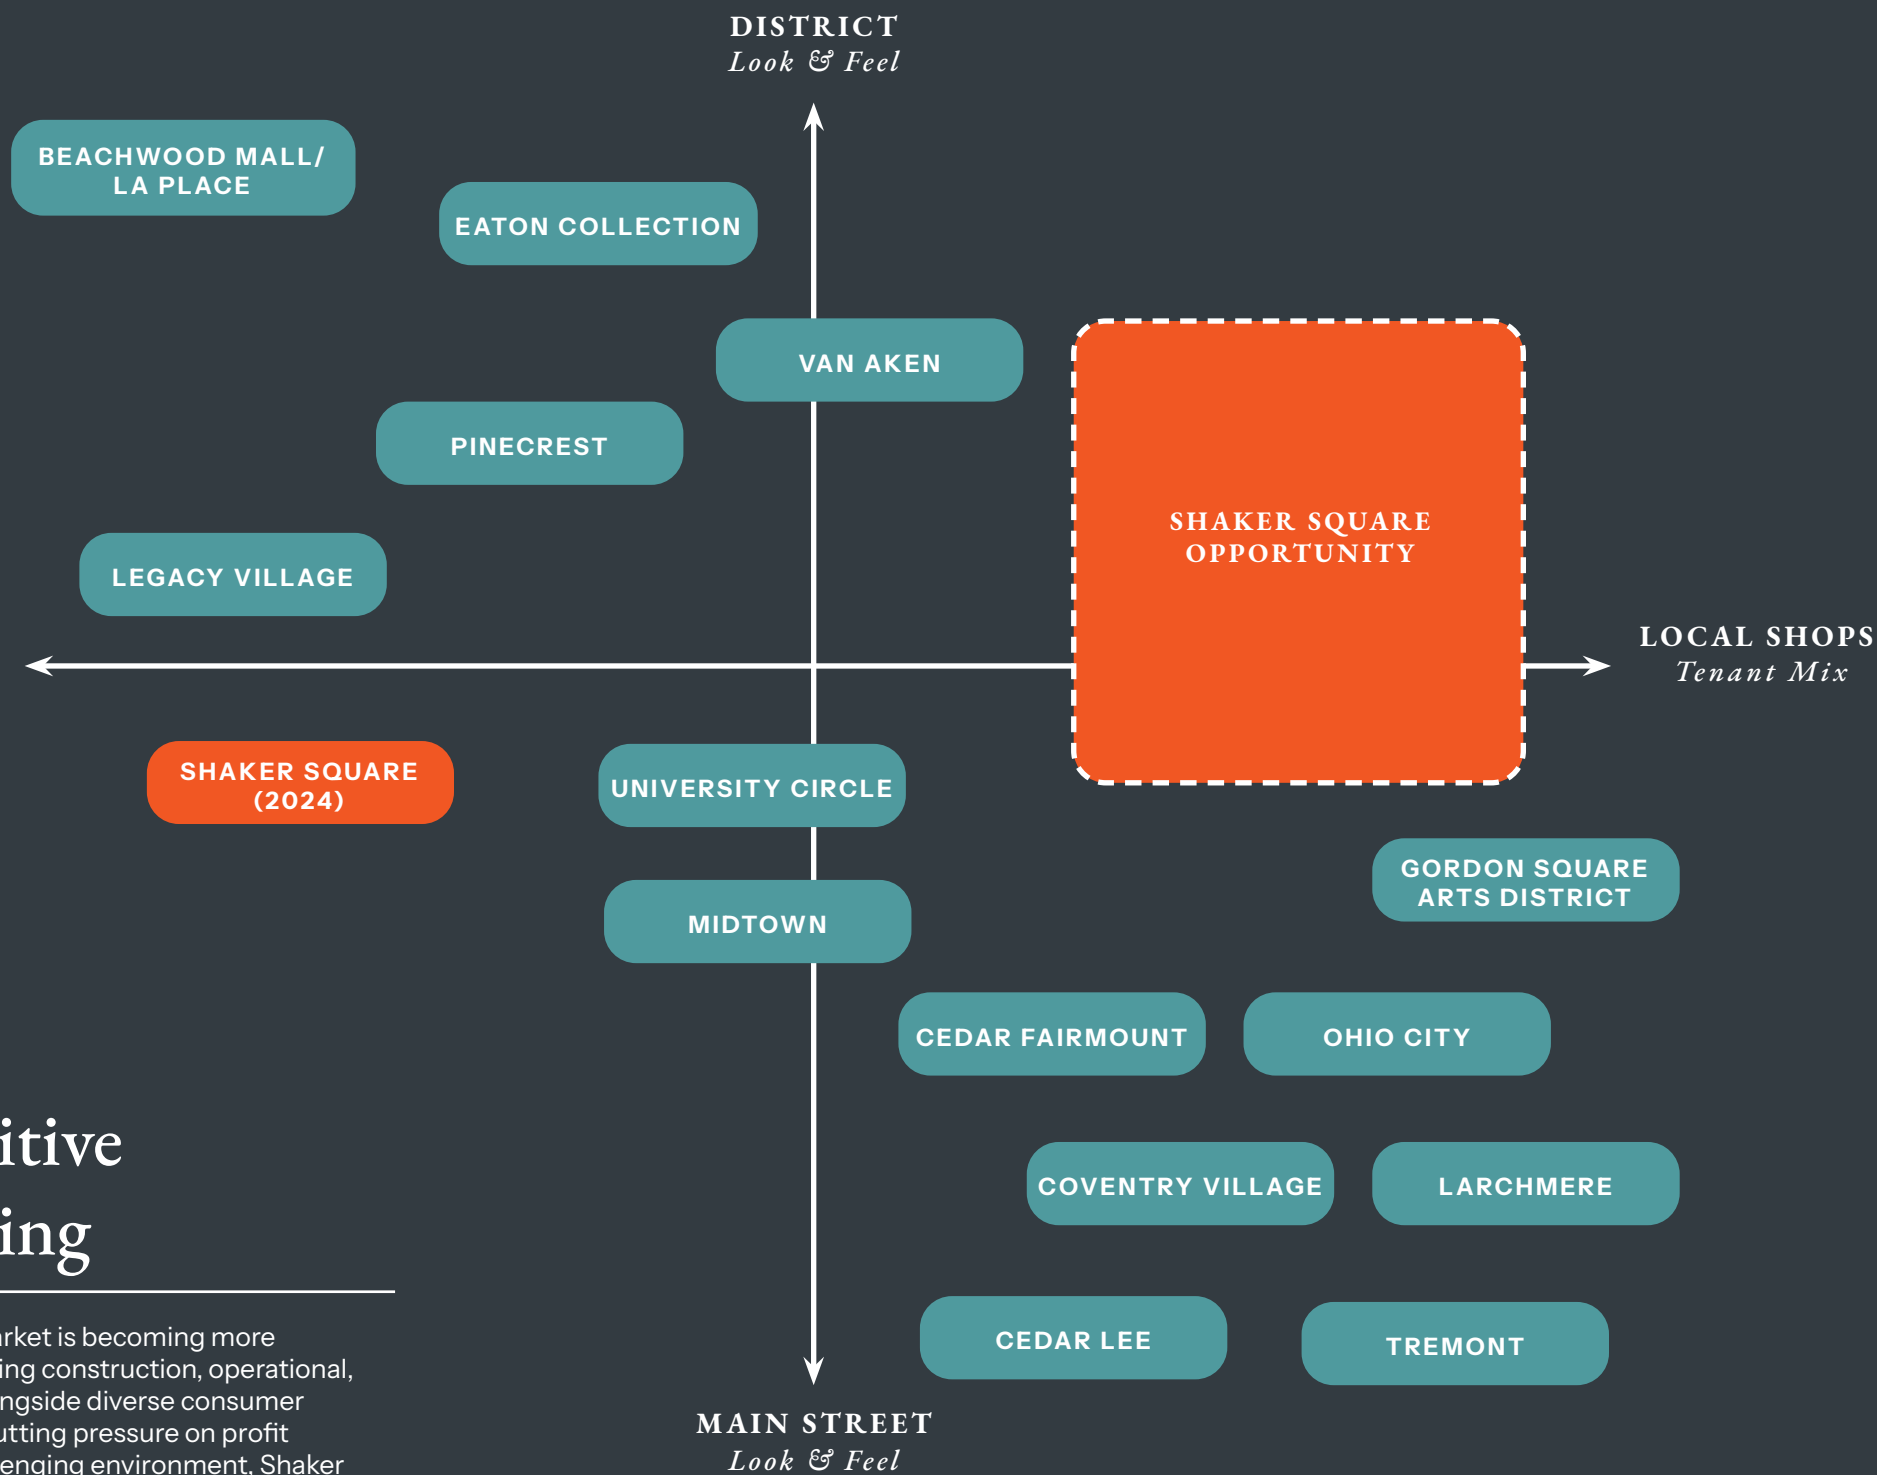 DISTRICT
Look & Feel
BEACHWOOD MALL/
LA PLACE
EATON COLLECTION
VAN AKEN
PINECREST
SHAKER SQUARE
OPPORTUNITY
LEGACY VILLAGE
LOCAL SHOPS
Tenant Mix
SHAKER SQUARE
(2024)
UNIVERSITY CIRCLE
GORDON SQUARE
ARTS DISTRICT
MIDTOWN
CEDAR FAIRMOUNT
OHIO CITY
COVENTRY VILLAGE
LARCHMERE
CEDAR LEE
TREMONT
MAIN STREET
Look & Feel
itive
ing
rket is becoming more
ing construction, operational,
ngside diverse consumer
utting pressure on profit
enging environment, Shaker